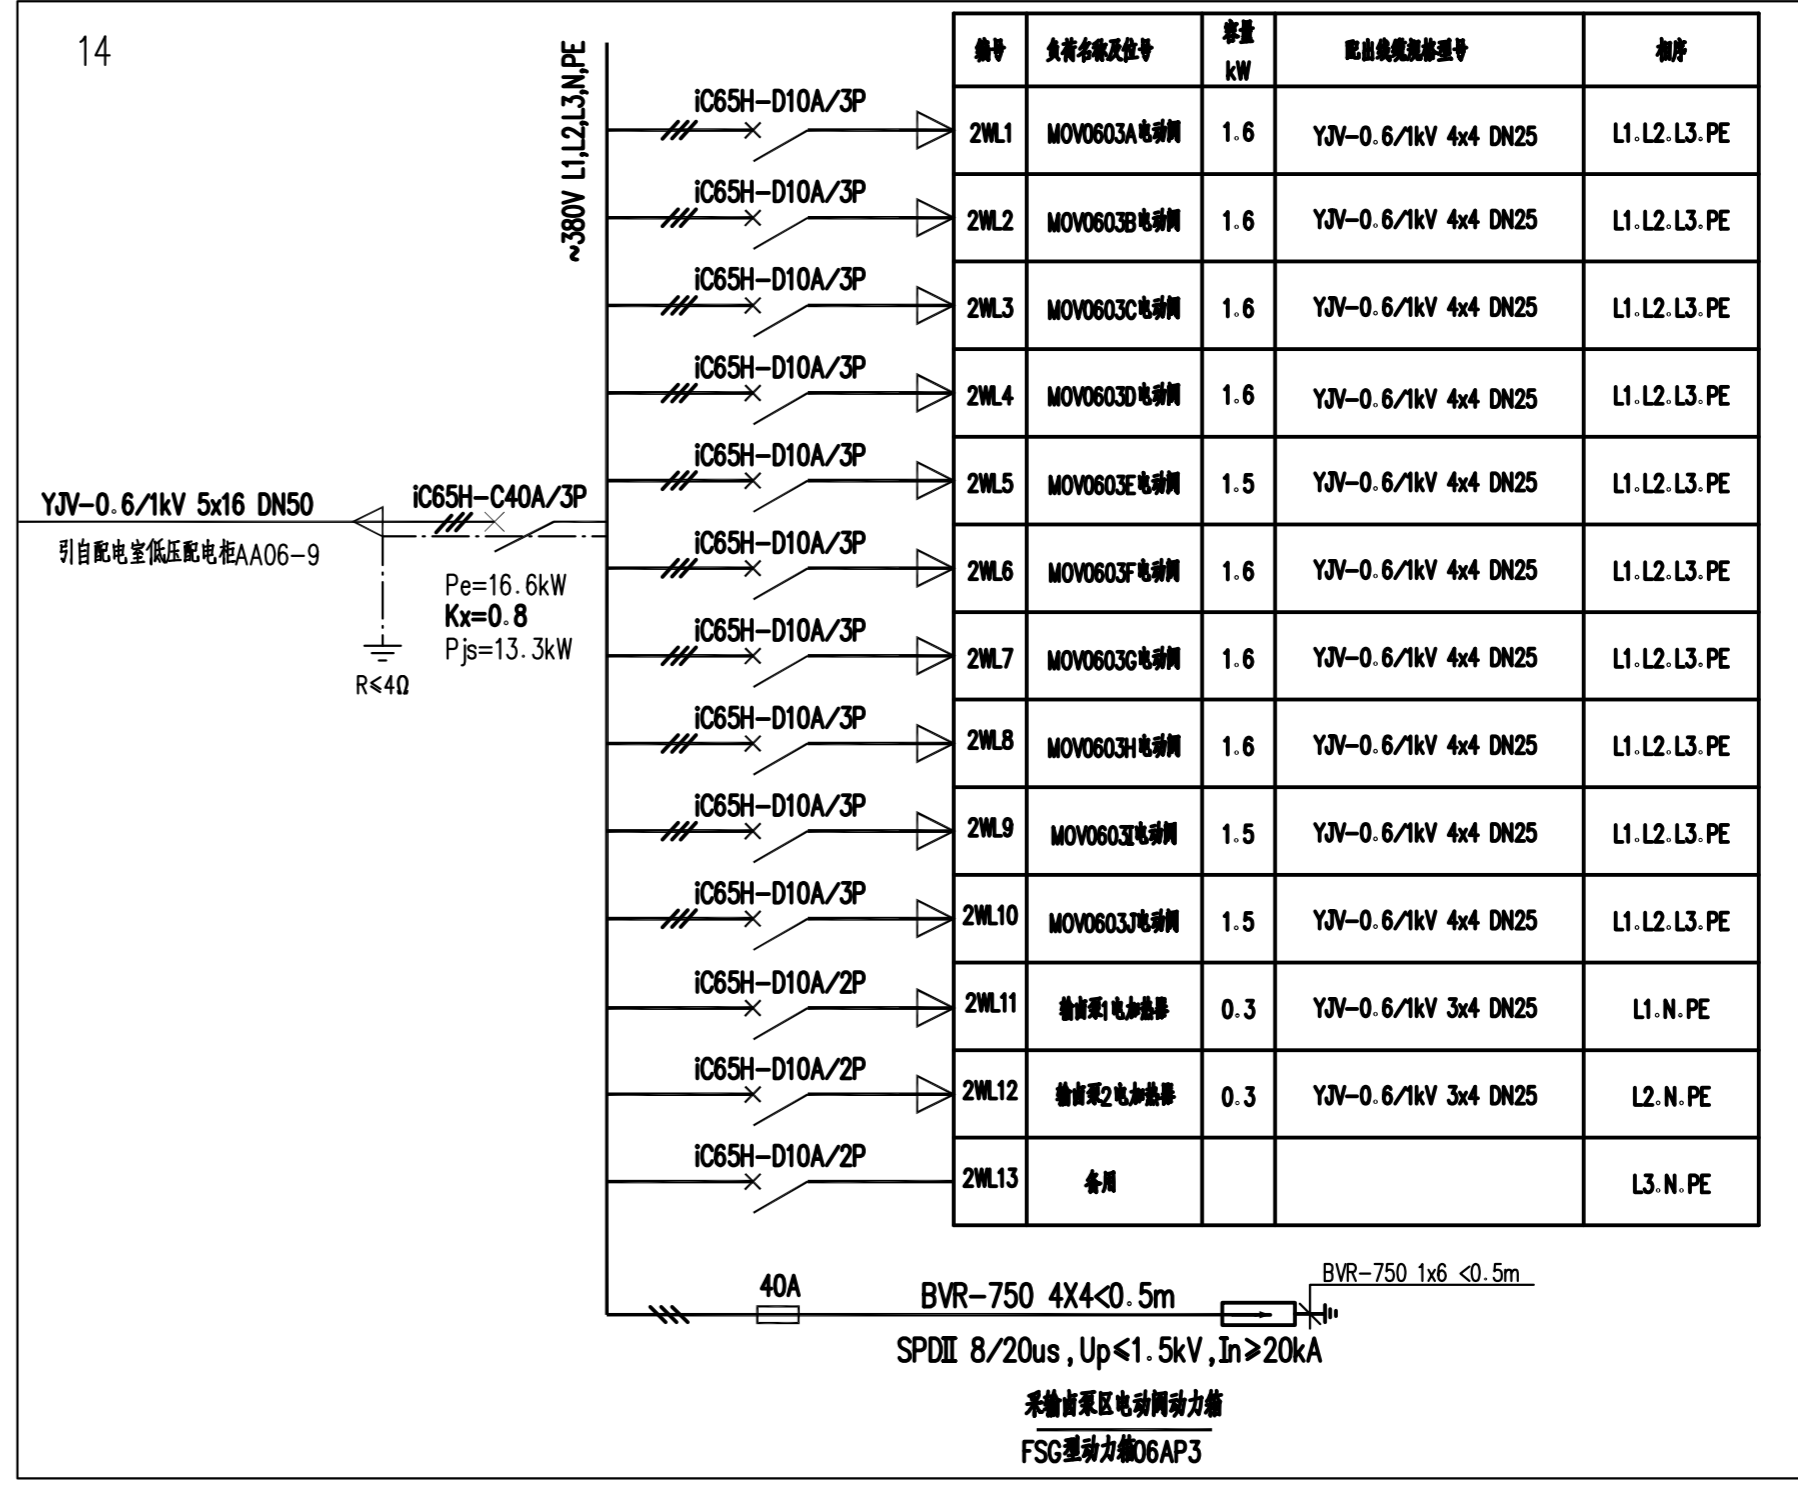 14
~380V L1,L2,L3,N,PE
编号 负荷名称及位号 容量 kW 配出线缆规格型号 相序
iC65H-D10A/3P 2WL1 MOV0603A电动阀 1.6 YJV-0.6/1kV 4x4 DN25 L1.L2.L3.PE
iC65H-D10A/3P 2WL2 MOV0603B电动阀 1.6 YJV-0.6/1kV 4x4 DN25 L1.L2.L3.PE
iC65H-D10A/3P 2WL3 MOV0603C电动阀 1.6 YJV-0.6/1kV 4x4 DN25 L1.L2.L3.PE
iC65H-D10A/3P 2WL4 MOV0603D电动阀 1.6 YJV-0.6/1kV 4x4 DN25 L1.L2.L3.PE
iC65H-D10A/3P 2WL5 MOV0603E电动阀 1.5 YJV-0.6/1kV 4x4 DN25 L1.L2.L3.PE
iC65H-D10A/3P 2WL6 MOV0603F电动阀 1.6 YJV-0.6/1kV 4x4 DN25 L1.L2.L3.PE
iC65H-D10A/3P 2WL7 MOV0603G电动阀 1.6 YJV-0.6/1kV 4x4 DN25 L1.L2.L3.PE
iC65H-D10A/3P 2WL8 MOV0603H电动阀 1.6 YJV-0.6/1kV 4x4 DN25 L1.L2.L3.PE
iC65H-D10A/3P 2WL9 MOV0603I电动阀 1.5 YJV-0.6/1kV 4x4 DN25 L1.L2.L3.PE
iC65H-D10A/3P 2WL10 MOV0603J电动阀 1.5 YJV-0.6/1kV 4x4 DN25 L1.L2.L3.PE
iC65H-D10A/2P 2WL11 输卤泵1电加热器 0.3 YJV-0.6/1kV 3x4 DN25 L1.N.PE
iC65H-D10A/2P 2WL12 输卤泵2电加热器 0.3 YJV-0.6/1kV 3x4 DN25 L2.N.PE
iC65H-D10A/2P 2WL13 备用 L3.N.PE
YJV-0.6/1kV 5x16 DN50
引自配电室低压配电柜AA06-9
iC65H-C40A/3P
Pe=16.6kW
Kx=0.8
Pjs=13.3kW
R≤4Ω
40A
BVR-750 4X4<0.5m
BVR-750 1x6 <0.5m
SPDⅡ 8/20us,Up≤1.5kV,In≥20kA
采输卤泵区电动阀动力箱
FSG型动力箱06AP3